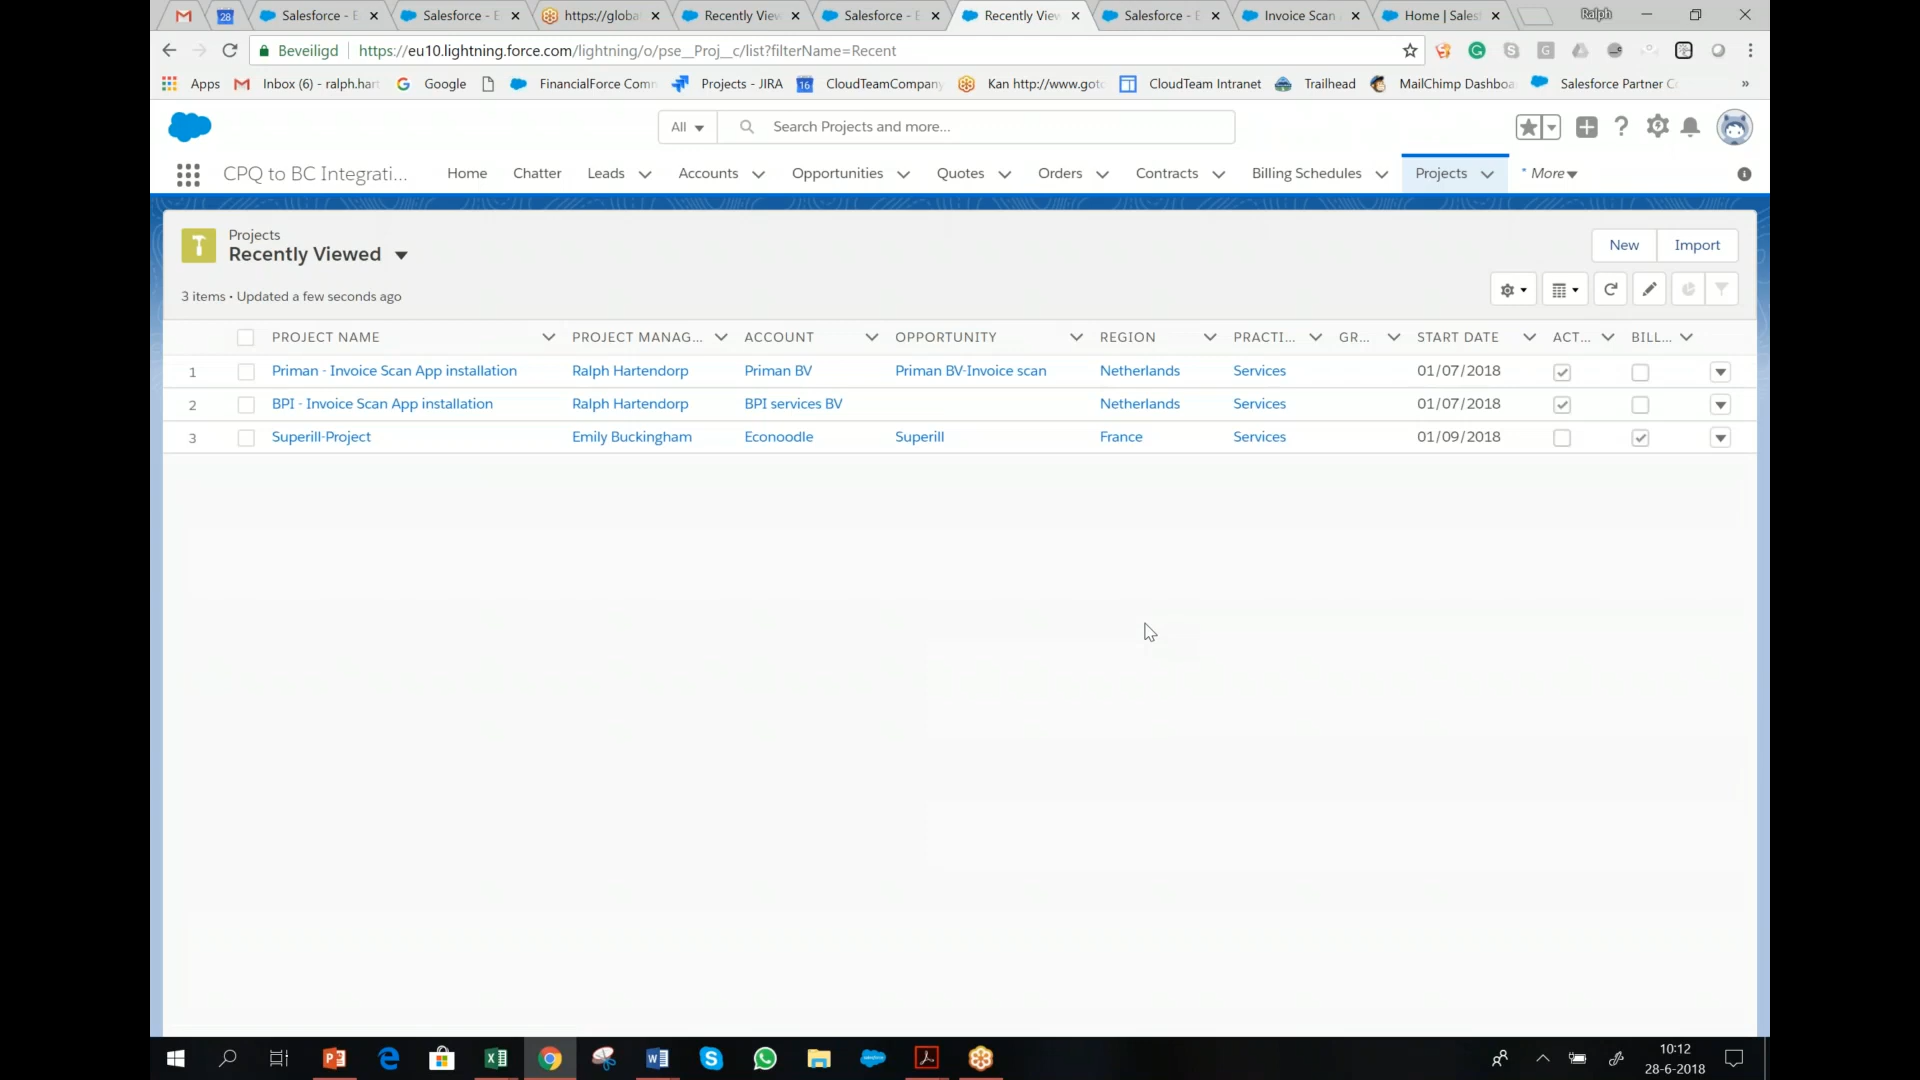 28
Salesforce - E
Salesforce - E
https://globa
Recently View
Salesforce - E
Recently View
Salesforce - E
Invoice Scan
Home | Sales
Ralph
Beveiligd
https://eu10.lightning.force.com/lightning/o/pse__Proj__c/list?filterName=Recent
Apps
Inbox (6) - ralph.hart
Google
FinancialForce Comm
Projects - JIRA
16
CloudTeamCompany
Kan http://www.goto
CloudTeam Intranet
Trailhead
MailChimp Dashboa
Salesforce Partner C
»
All
Search Projects and more...
CPQ to BC Integrati...
Home
Chatter
Leads
Accounts
Opportunities
Quotes
Orders
Contracts
Billing Schedules
Projects
* More
Projects
Recently Viewed
New
Import
3 items • Updated a few seconds ago
PROJECT NAME
PROJECT MANAG...
ACCOUNT
OPPORTUNITY
REGION
PRACTI...
GR...
START DATE
ACT...
BILL...
1 Priman - Invoice Scan App installation Ralph Hartendorp Priman BV Priman BV-Invoice scan Netherlands Services 01/07/2018
2 BPI - Invoice Scan App installation Ralph Hartendorp BPI services BV Netherlands Services 01/07/2018
3 Superill-Project Emily Buckingham Econoodle Superill France Services 01/09/2018
10:12
28-6-2018